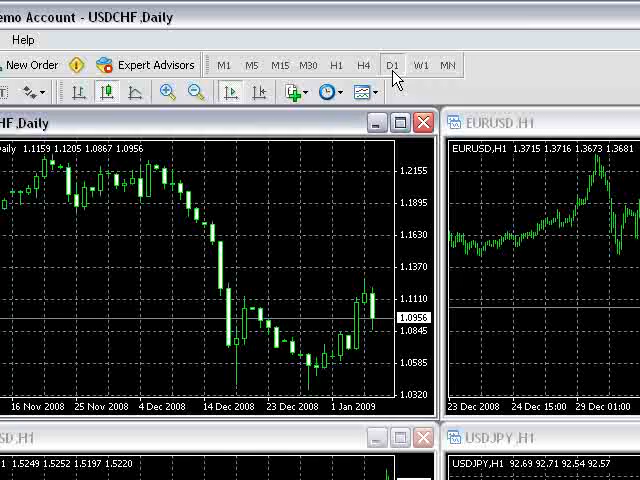 emo Account - USDCHF,Daily
Help
New Order
Expert Advisors
M1 M5 M15 M30 H1 H4 D1 W1 MN
HF,Daily
EURUSD,H1
aily 1.1159 1.1205 1.0867 1.0956
EURUSD,H1 1.3715 1.3716 1.3673 1.3681
1.2155
1.1895
1.1630
1.1370
1.1110
1.0956
1.0845
1.0585
1.0320
16 Nov 2008 25 Nov 2008 4 Dec 2008 14 Dec 2008 23 Dec 2008 1 Jan 2009
23 Dec 2008 24 Dec 15:00 29 Dec 01:00
SD,H1
USDJPY,H1
1 1.5249 1.5252 1.5197 1.5220
USDJPY,H1 92.69 92.71 92.54 92.57